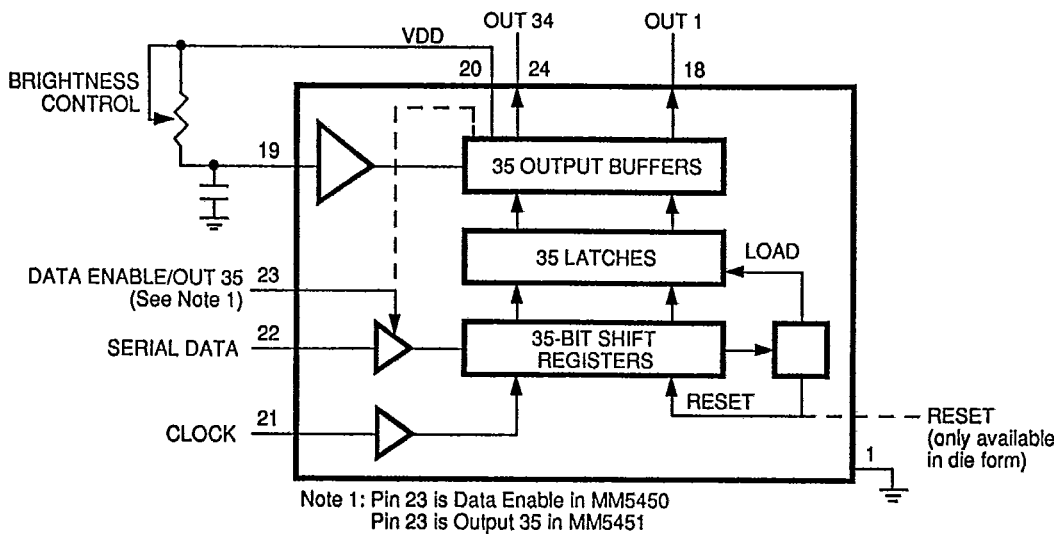 OUT 34
OUT 1
VDD
20
24
18
BRIGHTNESS
CONTROL
19
35 OUTPUT BUFFERS
35 LATCHES
LOAD
DATA ENABLE/OUT 35
23
(See Note 1)
22
SERIAL DATA
35-BIT SHIFT
REGISTERS
21
CLOCK
RESET
RESET
(only available
in die form)
1
Note 1: Pin 23 is Data Enable in MM5450
Pin 23 is Output 35 in MM5451